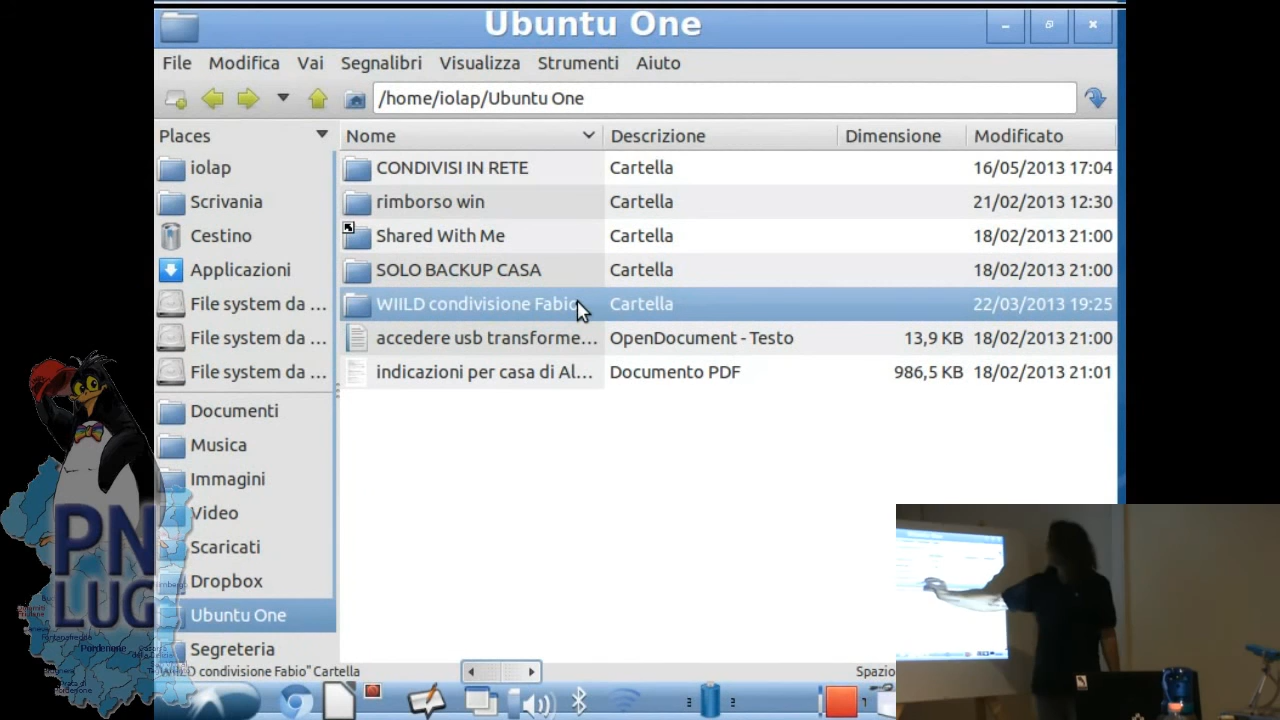 Ubuntu One
File Modifica Vai Segnalibri Visualizza Strumenti Aiuto
/home/iolap/Ubuntu One
Places
Nome Descrizione Dimensione Modificato
iolap
Scrivania
Cestino
Applicazioni
File system da ...
File system da ...
File system da ...
Documenti
Musica
Immagini
Video
Scaricati
Dropbox
Ubuntu One
Segreteria
CONDIVISI IN RETE Cartella 16/05/2013 17:04
rimborso win Cartella 21/02/2013 12:30
Shared With Me Cartella 18/02/2013 21:00
SOLO BACKUP CASA Cartella 18/02/2013 21:00
WIILD condivisione Fabio Cartella 22/03/2013 19:25
accedere usb transforme... OpenDocument - Testo 13,9 KB 18/02/2013 21:00
indicazioni per casa di Al... Documento PDF 986,5 KB 18/02/2013 21:01
condivisione Fabio" Cartella
Spazio
PN
LUG
Pordenone